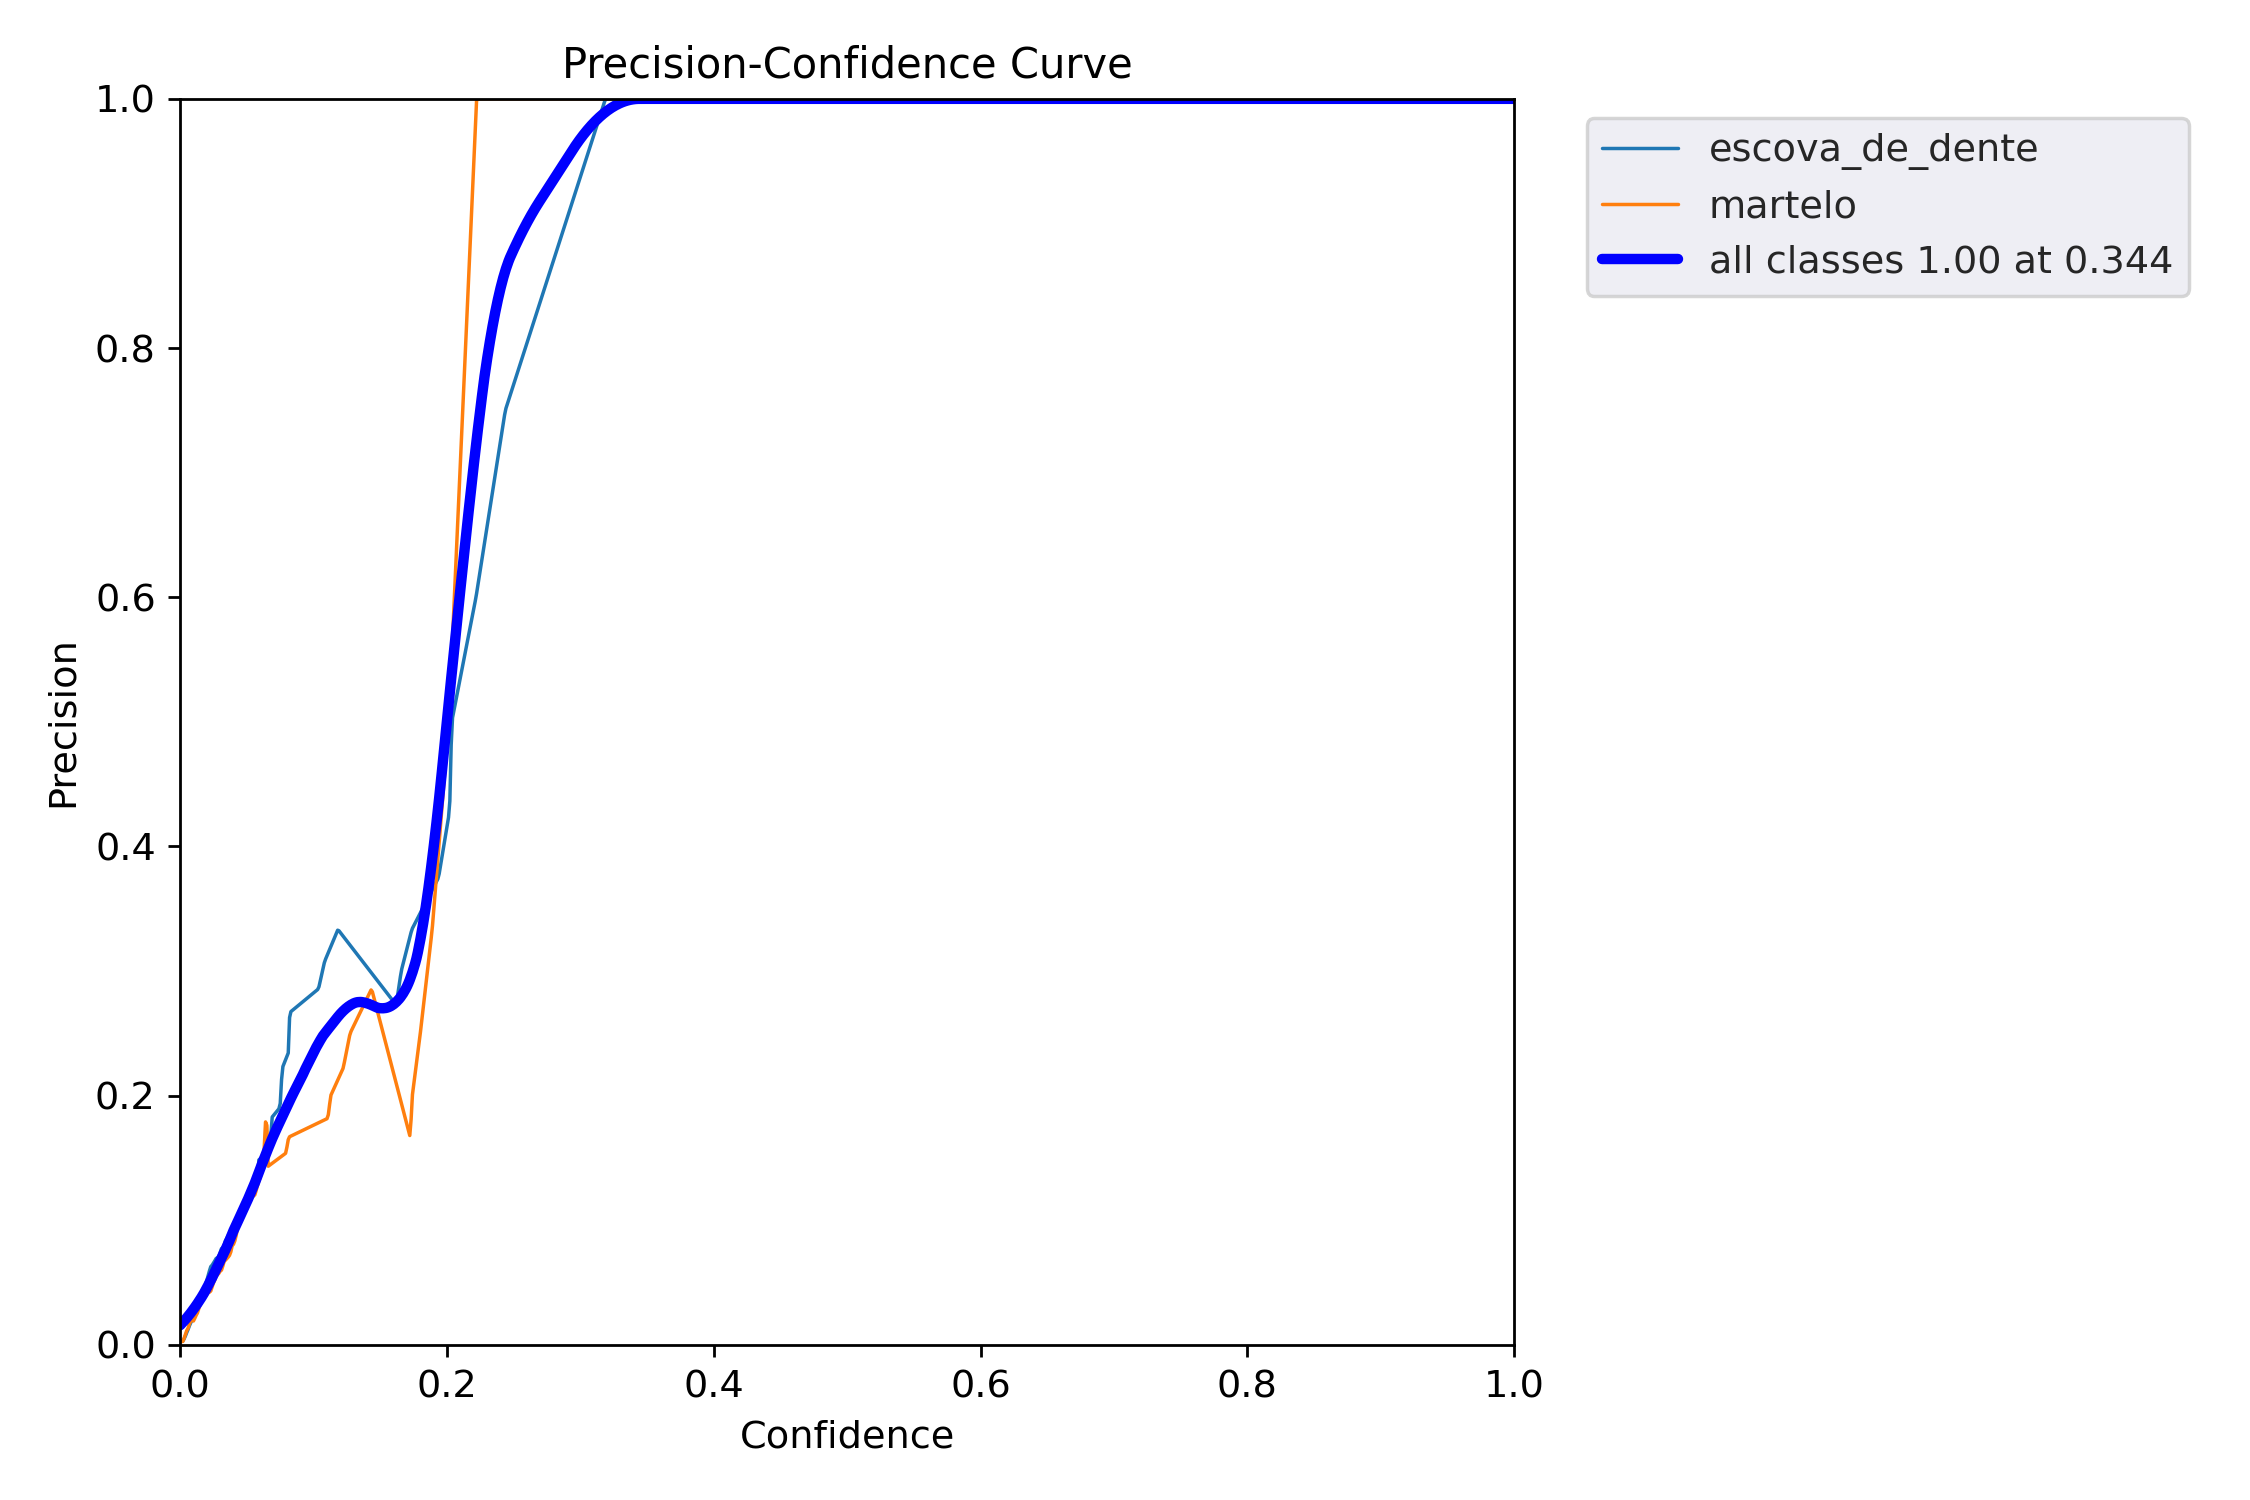 Precision-Confidence Curve
1.0
0.8
0.6
0.4
0.2
0.0
Precision
0.0 0.2 0.4 0.6 0.8 1.0
Confidence
escova_de_dente
martelo
all classes 1.00 at 0.344